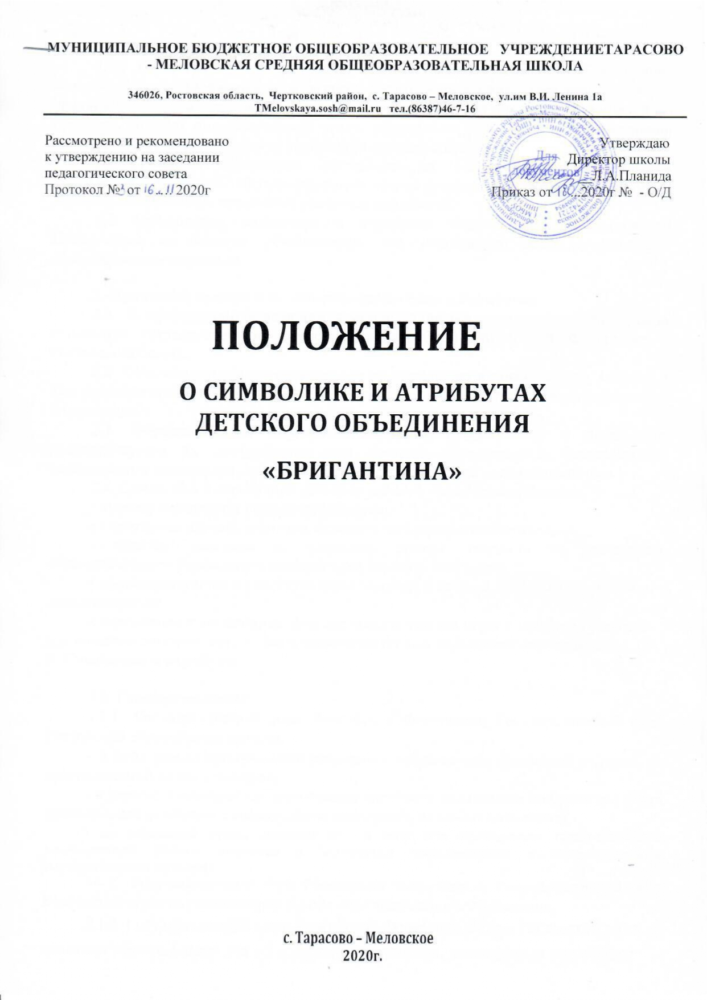 МУНИЦИПАЛЬНОЕ БЮДЖЕТНОЕ ОБЩЕОБРАЗОВАТЕЛЬНОЕ УЧРЕЖДЕНИЕТАРАСОВО
- МЕЛОВСКАЯ СРЕДНЯЯ ОБЩЕОБРАЗОВАТЕЛЬНАЯ ШКОЛА
346026, Ростовская область, Чертковский район, с. Тарасово – Меловское, ул.им В.И. Ленина 1а
TMelovskaya.sosh@mail.ru тел.(86387)46-7-16
Рассмотрено и рекомендовано
к утверждению на заседании
педагогического совета
Протокол №3 от 16...11 2020г
Утверждаю
Директор школы
Л.А.Планида
Приказ от ...2020г № - О/Д
Для
документов
ПОЛОЖЕНИЕ
О СИМВОЛИКЕ И АТРИБУТАХ
ДЕТСКОГО ОБЪЕДИНЕНИЯ
«БРИГАНТИНА»
с. Тарасово – Меловское
2020г.